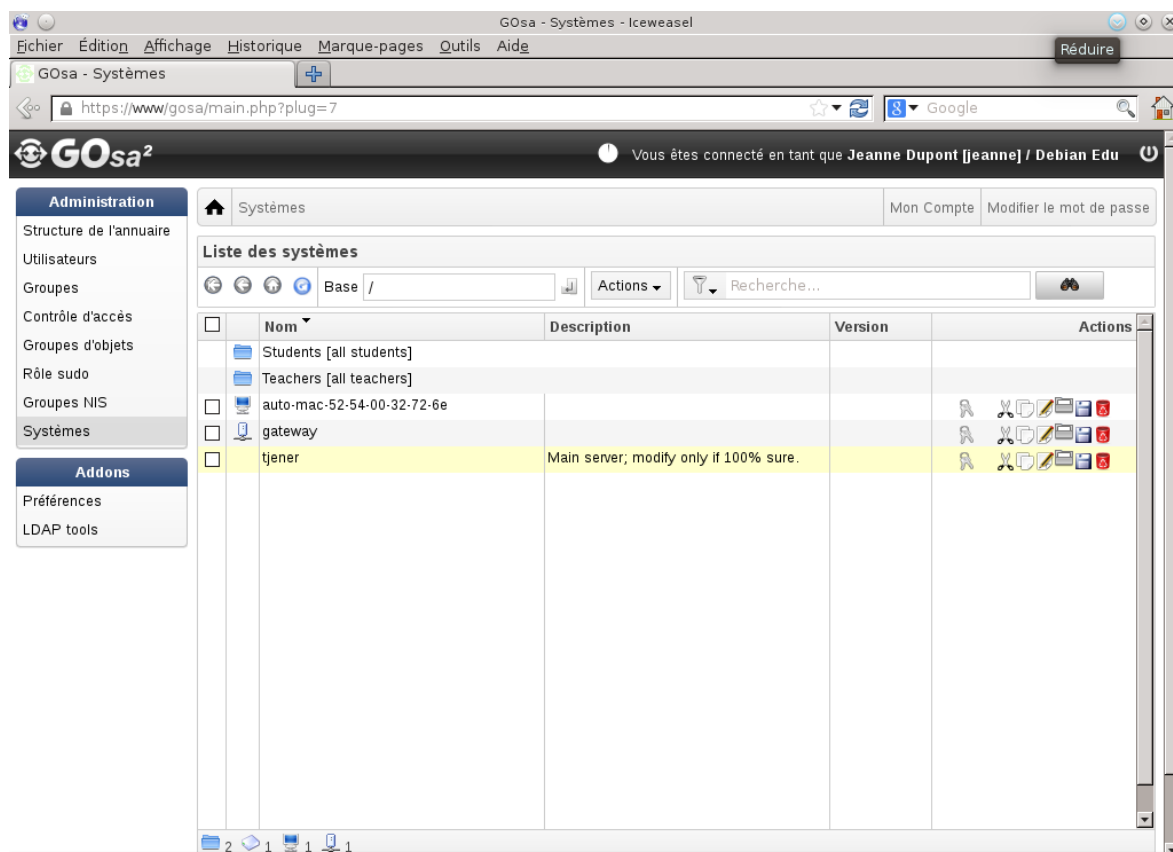 GOsa - Systèmes - Iceweasel
Fichier Édition Affichage Historique Marque-pages Outils Aide
Réduire
GOsa - Systèmes
https://www/gosa/main.php?plug=7
Google
GOsa²
Vous êtes connecté en tant que Jeanne Dupont [jeanne] / Debian Edu
Administration
Structure de l'annuaire
Utilisateurs
Groupes
Contrôle d'accès
Groupes d'objets
Rôle sudo
Groupes NIS
Systèmes
Addons
Préférences
LDAP tools
Systèmes
Mon Compte Modifier le mot de passe
Liste des systèmes
Base / Actions Recherche...
Nom Description Version Actions
Students [all students]
Teachers [all teachers]
auto-mac-52-54-00-32-72-6e
gateway
tjener Main server; modify only if 100% sure.
2 1 1 1